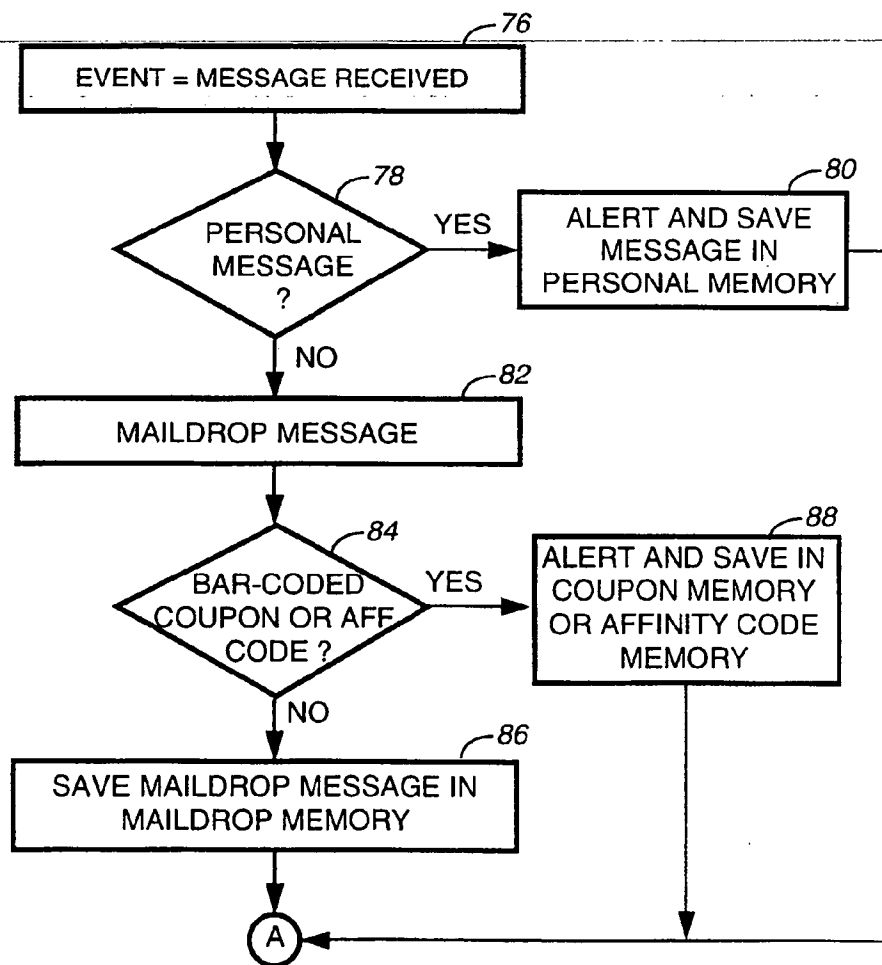 76
EVENT = MESSAGE RECEIVED
78
PERSONAL
MESSAGE
?
YES
80
ALERT AND SAVE
MESSAGE IN
PERSONAL MEMORY
NO
82
MAILDROP MESSAGE
84
BAR-CODED
COUPON OR AFF.
CODE ?
YES
88
ALERT AND SAVE IN
COUPON MEMORY
OR AFFINITY CODE
MEMORY
NO
86
SAVE MAILDROP MESSAGE IN
MAILDROP MEMORY
A